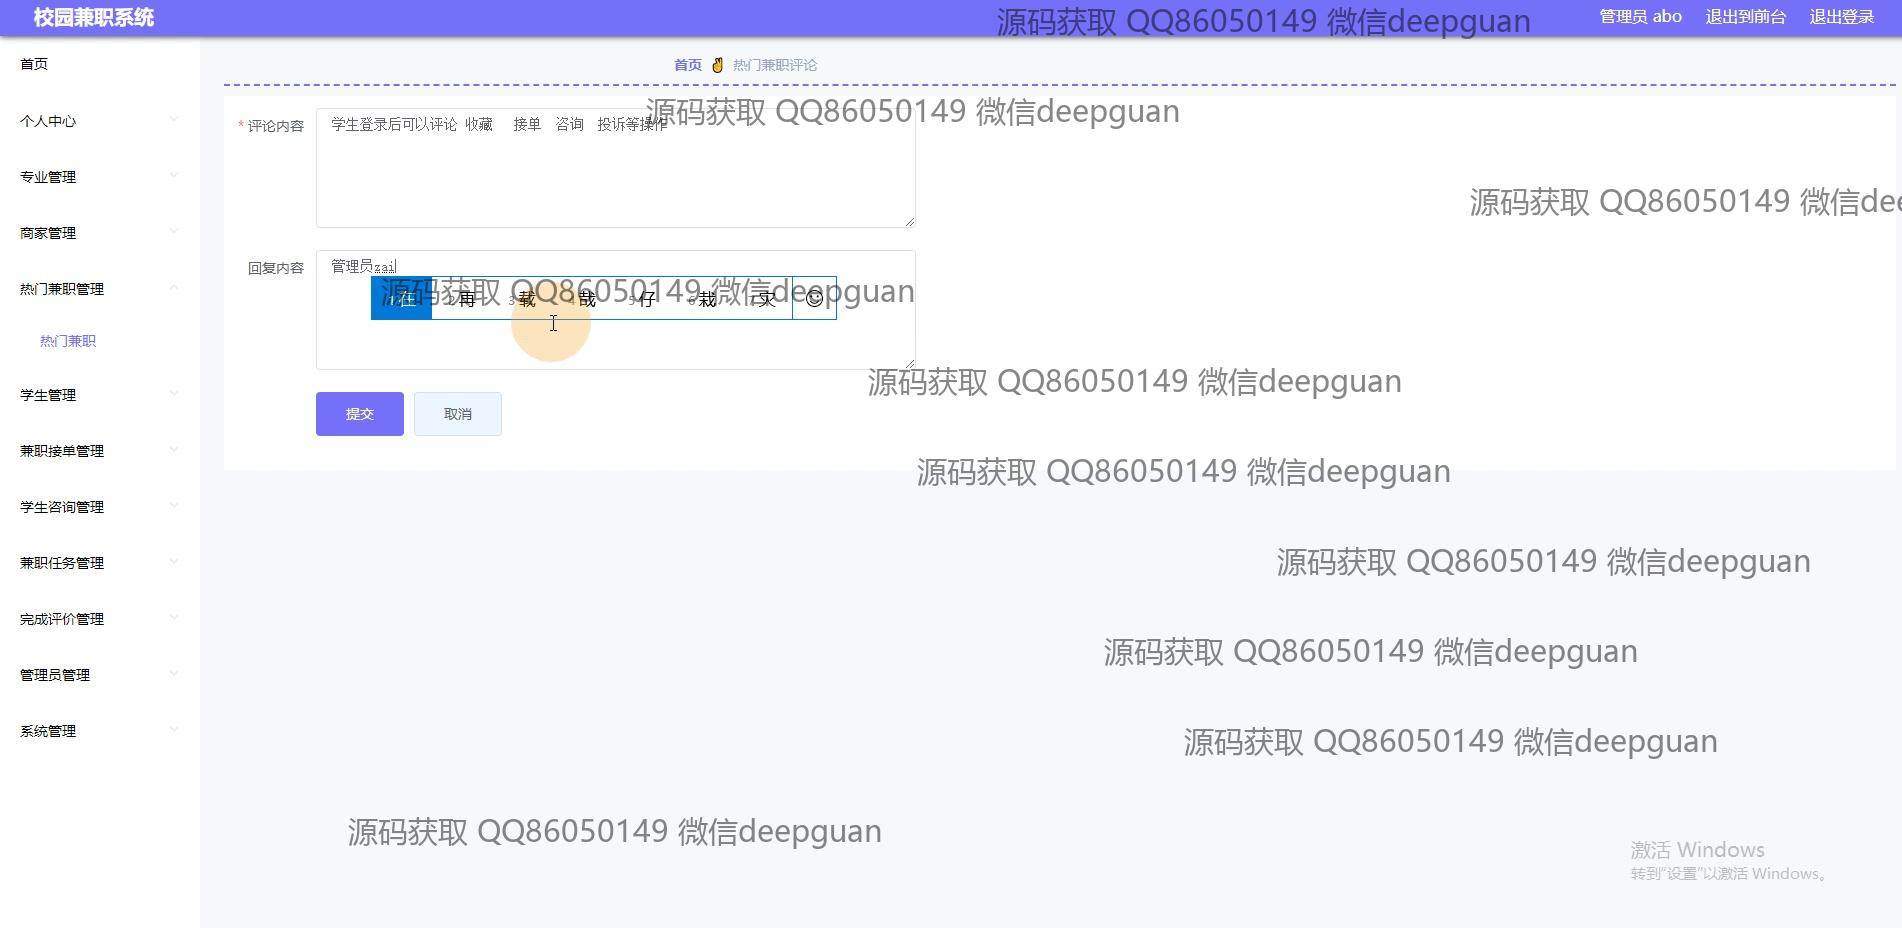 校园兼职系统
源码获取 QQ86050149 微信deepguan
管理员 abo 退出到前台 退出登录
首页
首页 热门兼职评论
源码获取 QQ86050149 微信deepguan
* 评论内容 学生登录后可以评论 收藏 接单 咨询 投诉等操作
个人中心
专业管理
源码获取 QQ86050149 微信dee
商家管理
回复内容 管理员zai
热门兼职管理
1 在 2 再 3 载 4 哉 5 仔 6 栽 7 灾
源码获取 QQ86050149 微信deepguan
热门兼职
源码获取 QQ86050149 微信deepguan
学生管理
提交 取消
兼职接单管理
源码获取 QQ86050149 微信deepguan
学生咨询管理
兼职任务管理
源码获取 QQ86050149 微信deepguan
完成评价管理
源码获取 QQ86050149 微信deepguan
管理员管理
系统管理
源码获取 QQ86050149 微信deepguan
源码获取 QQ86050149 微信deepguan
激活 Windows
转到"设置"以激活 Windows。